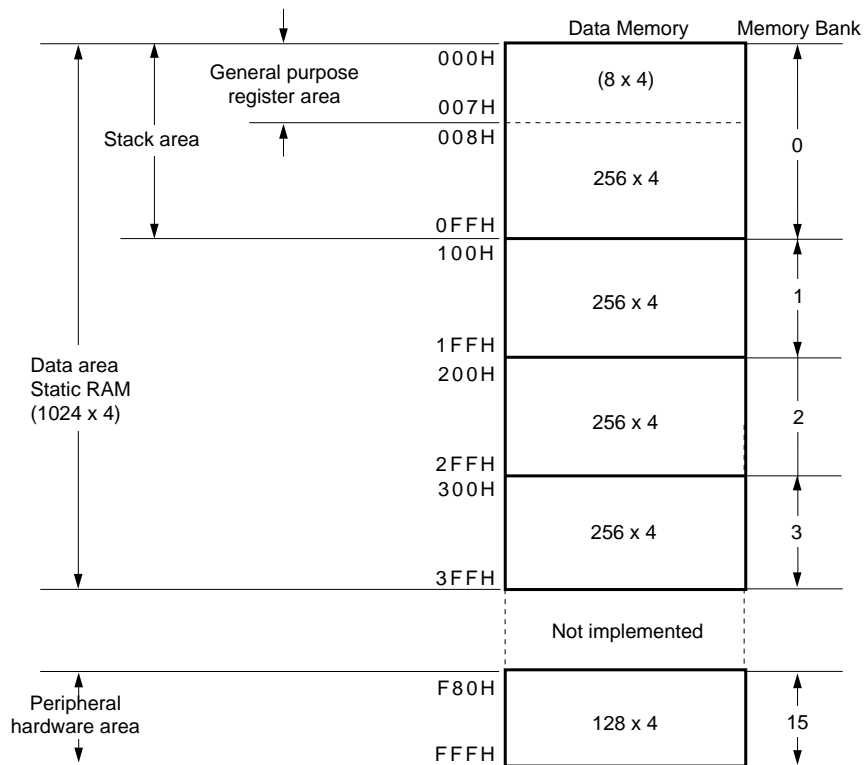 Data Memory Memory Bank
000H
General purpose
register area
(8 x 4)
007H
008H
Stack area
0
256 x 4
0FFH
100H
256 x 4
1
1FFH
Data area
Static RAM
(1024 x 4)
200H
256 x 4
2
2FFH
300H
256 x 4
3
3FFH
Not implemented
F80H
Peripheral
hardware area
128 x 4
15
FFFH